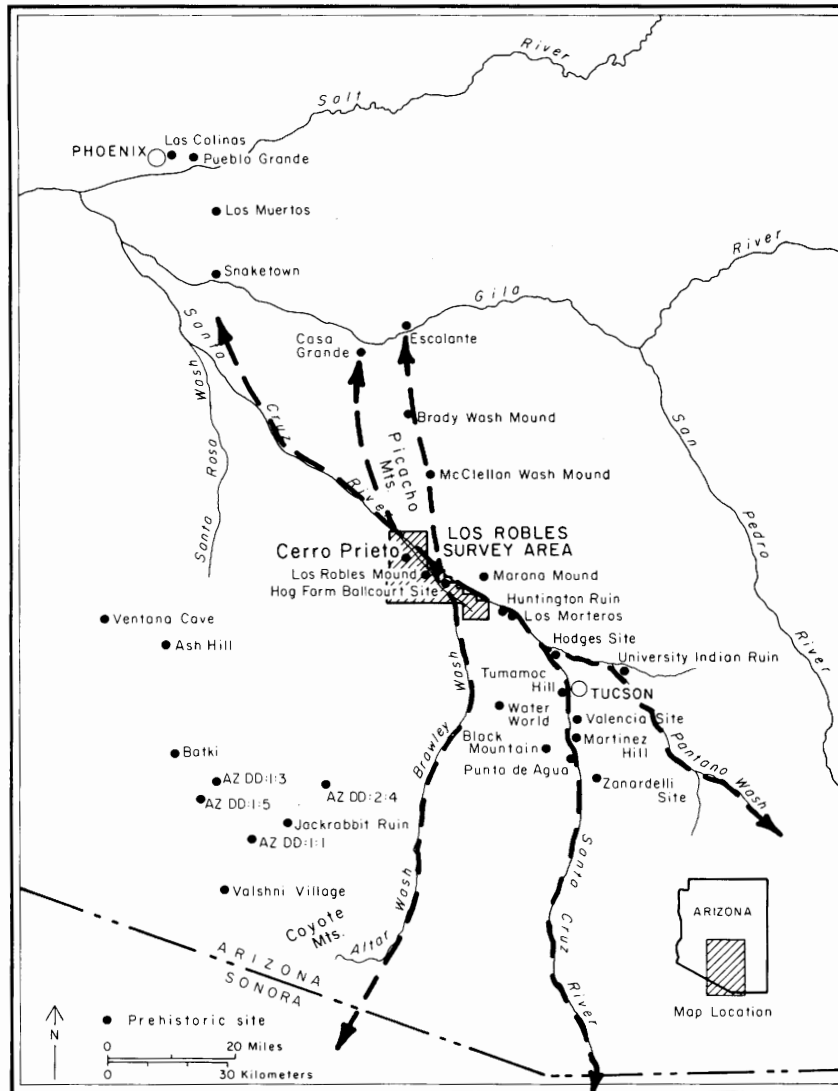 Salt
River
Las Colinas
PHOENIX
Pueblo Grande
Los Muertos
River
Snaketown
Gila
Santa
Cruz
River
Casa
Grande
Escalante
Wash
Rosa
Santa
Brady Wash Mound
Picacho
Mts.
McClellan Wash Mound
San
Pedro
River
LOS ROBLES
SURVEY AREA
Cerro Prieto
Los Robles Mound
Marana Mound
Hog Farm Ballcourt Site
Huntington Ruin
Los Morteros
Ventana Cave
Ash Hill
Hodges Site
University Indian Ruin
Tumamoc
Hill
TUCSON
Wash
Brawley
Water
World
Valencia Site
Black
Mountain
Martinez
Hill
Pantano Wash
Batki
Punta de Agua
Zanardelli
Site
AZ DD:1:3
AZ DD:2:4
AZ DD:1:5
Jackrabbit Ruin
AZ DD:1:1
Santa
Cruz
River
Valshni Village
Wash
Altar
Coyote
Mts.
ARIZONA
SONORA
ARIZONA
Map Location
N
Prehistoric site
0 20 Miles
0 30 Kilometers